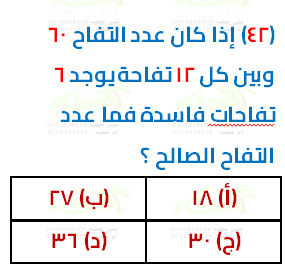 (٤٢) إذا كان عدد التفاح ٦٠
وبين كل ١٢ تفاحة يوجد ٦
تفاحات فاسدة فما عدد
التفاح الصالح ؟
(أ) ١٨ (ب) ٢٧
(ج) ٣٠ (د) ٣٦